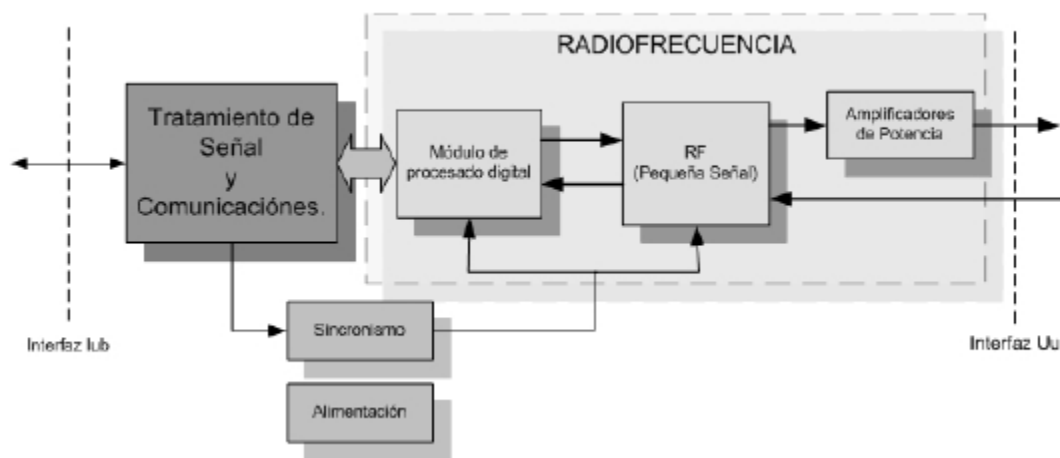 RADIOFRECUENCIA
Tratamiento de
Señal
y
Comunicaciónes.
Módulo de
procesado digital
RF
(Pequeña Señal)
Amplificadores
de Potencia
Interfaz Iub
Sincronismo
Interfaz Uu
Alimentación